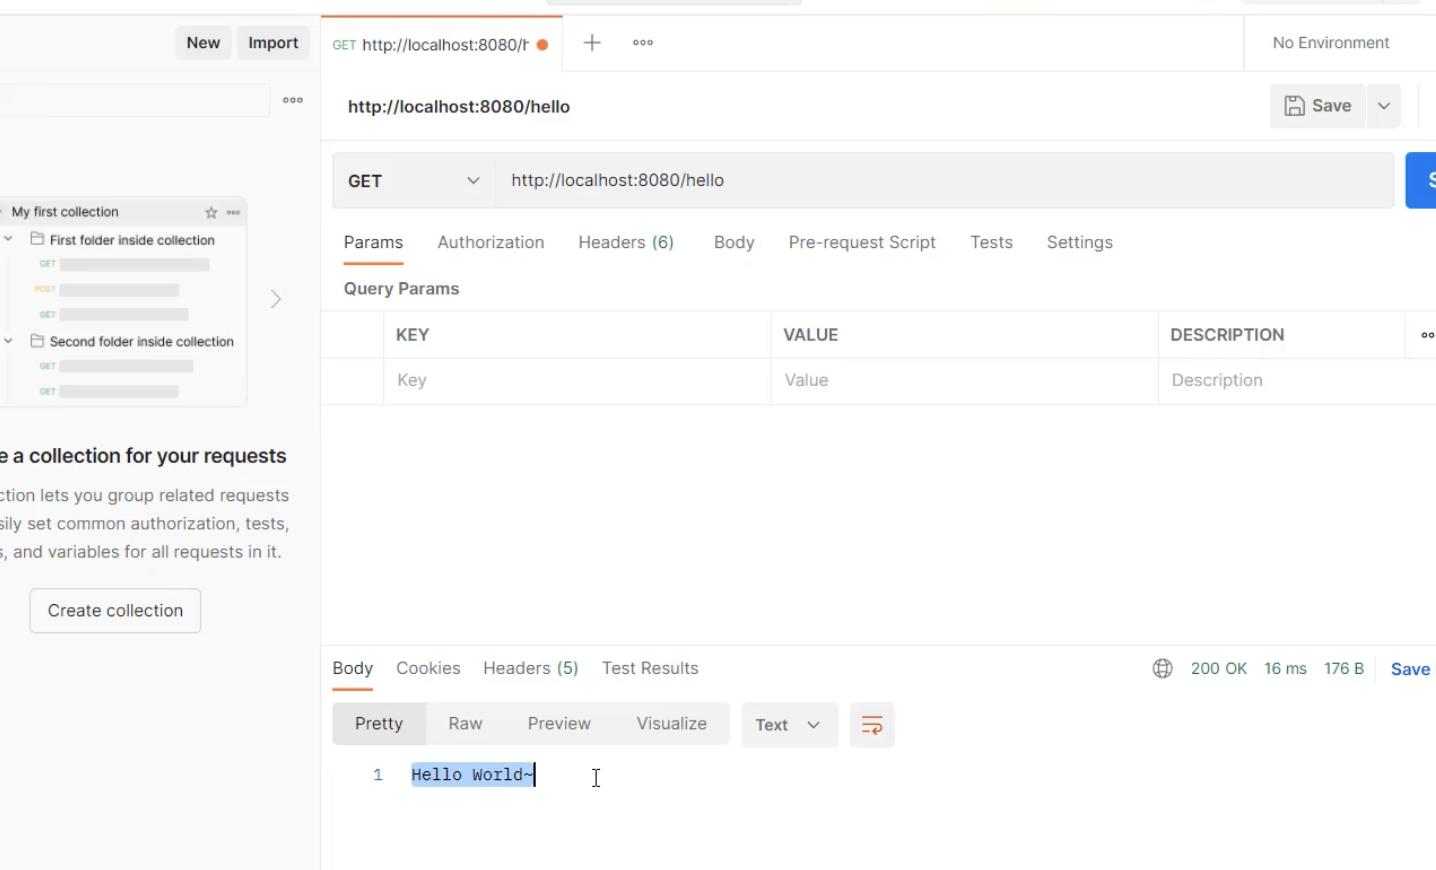 New
Import
GET http://localhost:8080/h
No Environment
http://localhost:8080/hello
Save
GET
http://localhost:8080/hello
My first collection
First folder inside collection
GET
POST
GET
Second folder inside collection
GET
GET
Params
Authorization
Headers (6)
Body
Pre-request Script
Tests
Settings
Query Params
KEY
VALUE
DESCRIPTION
Key
Value
Description
e a collection for your requests
ction lets you group related requests
sily set common authorization, tests,
s, and variables for all requests in it.
Create collection
Body
Cookies
Headers (5)
Test Results
200 OK
16 ms
176 B
Save
Pretty
Raw
Preview
Visualize
Text
1 Hello World~